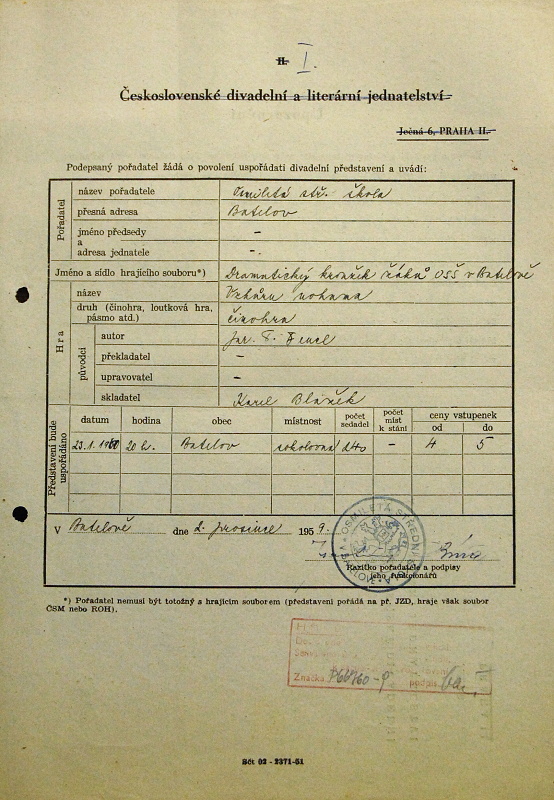 II. I.
Československé divadelní a literární jednatelství
Ječná 6, PRAHA II.
Podepsaný pořadatel žádá o povolení uspořádati divadelní představení a uvádí:
Pořadatel
název pořadatele Osmiletá stř. škola
přesná adresa Batelov
jméno předsedy –
a
adresa jednatele –.
Jméno a sídlo hrajícího souboru*) Dramatický kroužek žáků OSŠ v Batelově
Hra
název Vzhůru nohama
druh (činohra, loutková hra, pásmo atd.) činohra
původci
autor Jar. F.
překladatel –
upravovatel –
skladatel Karel Blažek
Představení bude uspořádáno
datum hodina obec místnost počet sedadel počet míst k stání ceny vstupenek od do
23.1.1960 20 h. Batelov sokolovna 240 – 4 5
V Batelově dne 2. prosince 1959.
OSMILETÁ STŘEDNÍ ŠKOLA V BATELOVĚ
Razítko pořadatele a podpisy
jeho funkcionářů
*) Pořadatel nemusí být totožný s hrajícím souborem (představení pořádá na př. JZD, hraje však soubor
ČSM nebo ROH).
Značka podpis
Sčt 02 - 2371-51